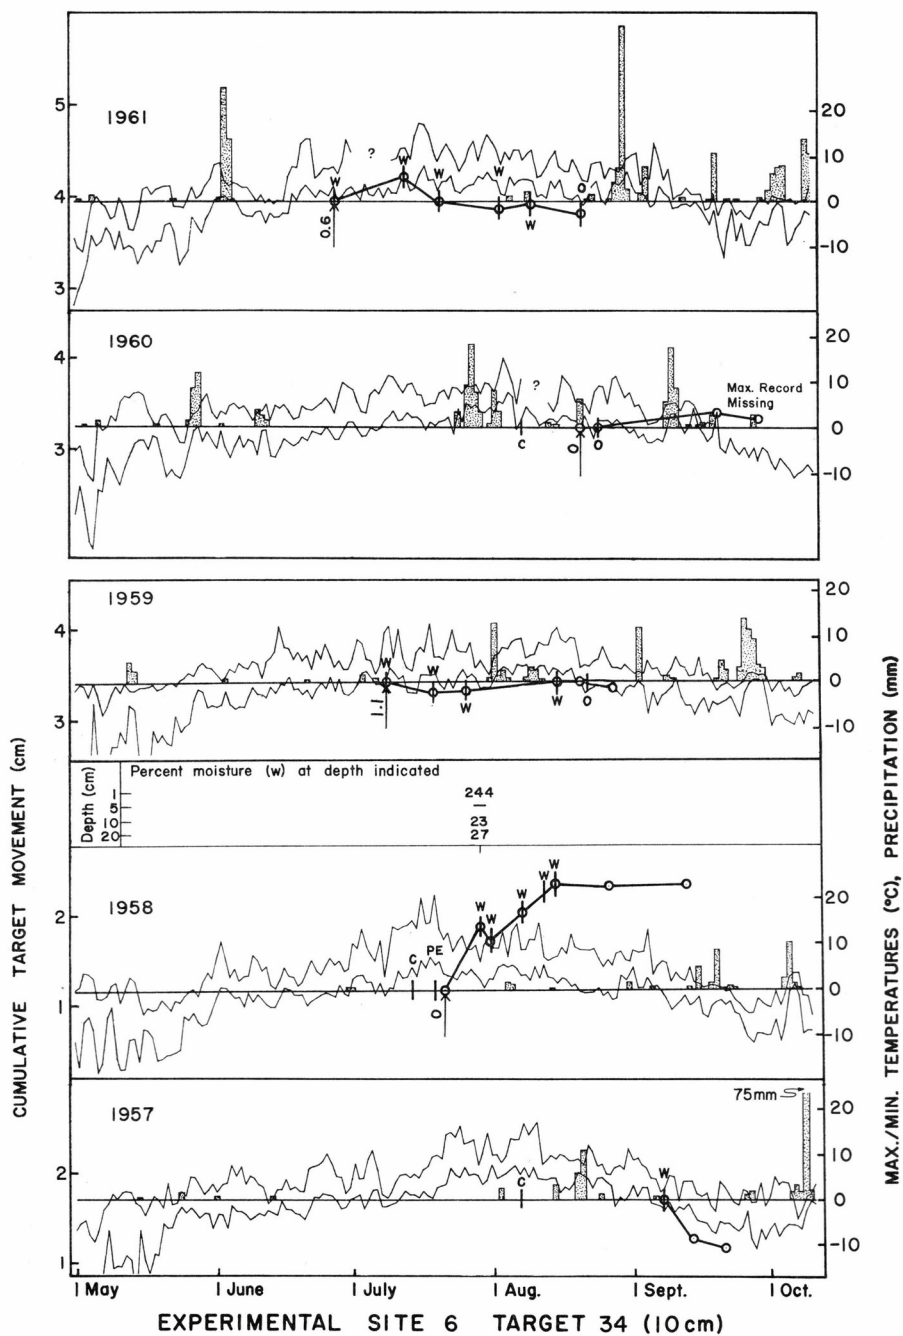 1961
5
4
3
20
10
0
-10
?
W
W
W
W
W
O
0.6
1960
4
3
20
10
0
-10
?
Max. Record
Missing
C
O
O
1959
4
3
20
10
0
-10
W
W
W
W
O
1.1
Percent moisture (w) at depth indicated
Depth (cm)
1
5
10
20
244
—
23
27
1958
2
1
20
10
0
-10
C
PE
W
W
W
W
W
O
1957
2
1
75mm
20
10
0
-10
C
W
1 May
1 June
1 July
1 Aug.
1 Sept.
1 Oct.
CUMULATIVE TARGET MOVEMENT (cm)
MAX./MIN. TEMPERATURES (°C), PRECIPITATION (mm)
EXPERIMENTAL SITE 6 TARGET 34 (10cm)